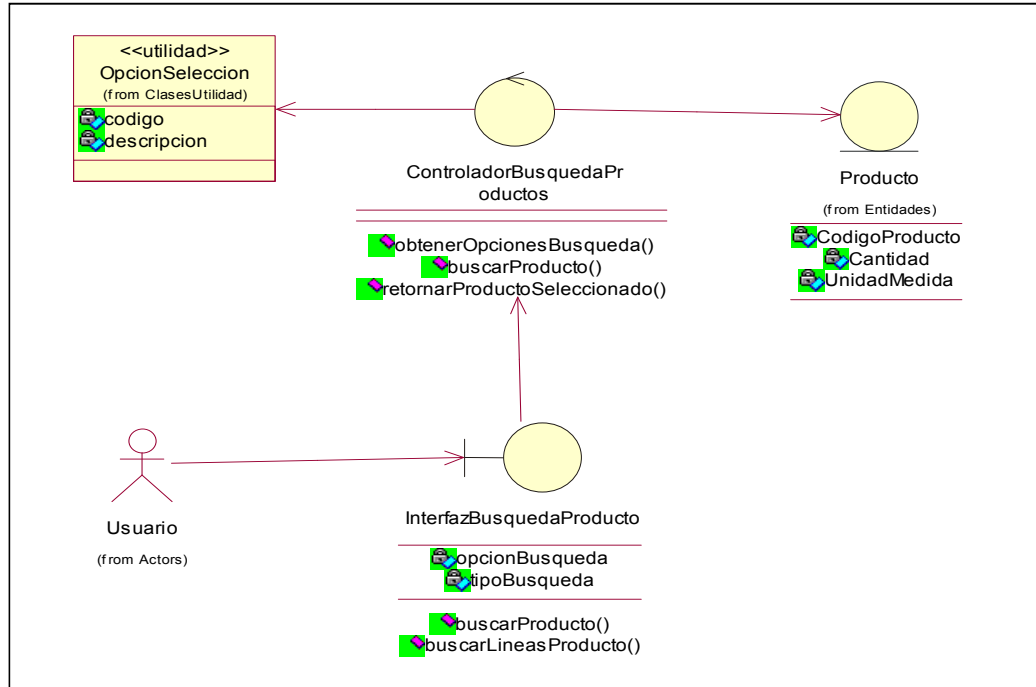 <<utilidad>>
OpcionSeleccion
(from ClasesUtilidad)
codigo
descripcion
ControladorBusquedaPr
oductos
obtenerOpcionesBusqueda()
buscarProducto()
retornarProductoSeleccionado()
Producto
(from Entidades)
CodigoProducto
Cantidad
UnidadMedida
Usuario
(from Actors)
InterfazBusquedaProducto
opcionBusqueda
tipoBusqueda
buscarProducto()
buscarLineasProducto()